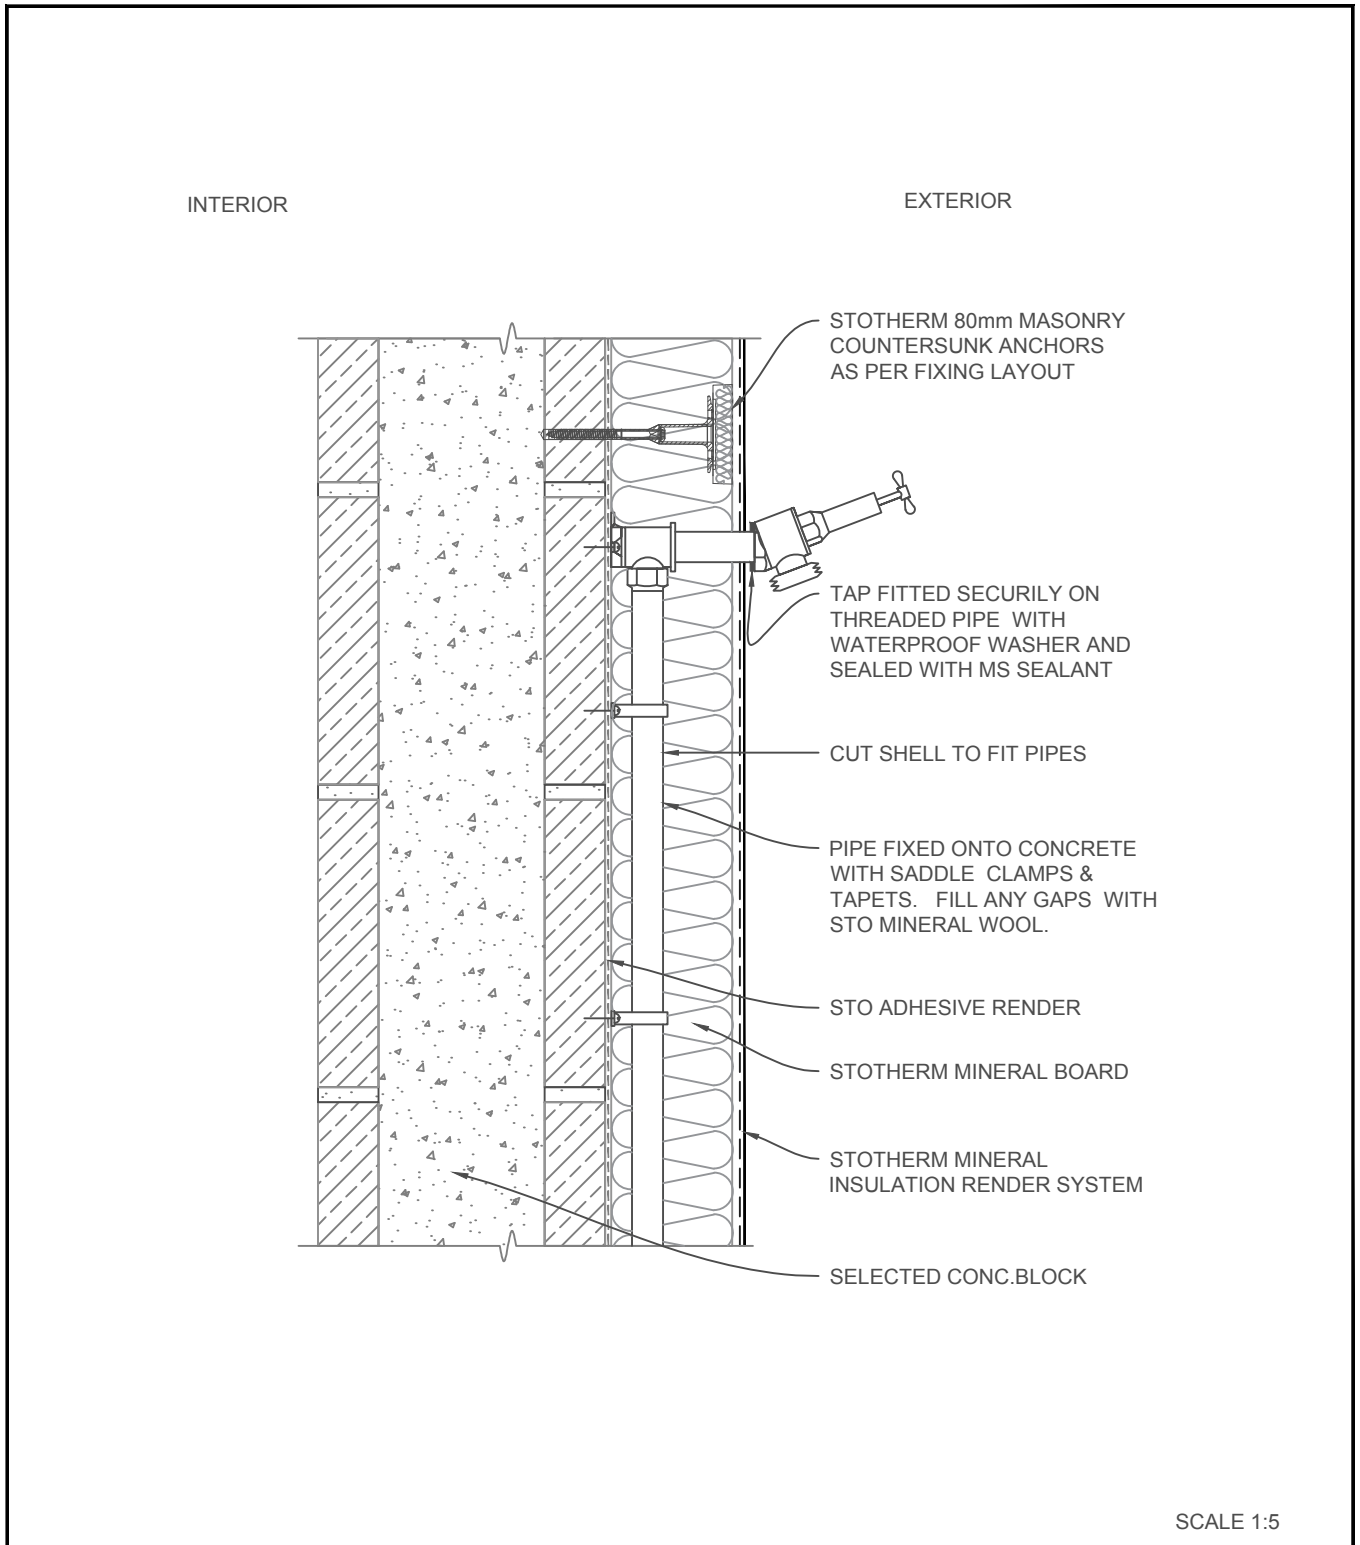 INTERIOR
EXTERIOR
STOTHERM 80mm MASONRY
COUNTERSUNK ANCHORS
AS PER FIXING LAYOUT
TAP FITTED SECURILY ON
THREADED PIPE WITH
WATERPROOF WASHER AND
SEALED WITH MS SEALANT
CUT SHELL TO FIT PIPES
PIPE FIXED ONTO CONCRETE
WITH SADDLE CLAMPS &
TAPETS. FILL ANY GAPS WITH
STO MINERAL WOOL.
STO ADHESIVE RENDER
STOTHERM MINERAL BOARD
STOTHERM MINERAL
INSULATION RENDER SYSTEM
SELECTED CONC.BLOCK
SCALE 1:5